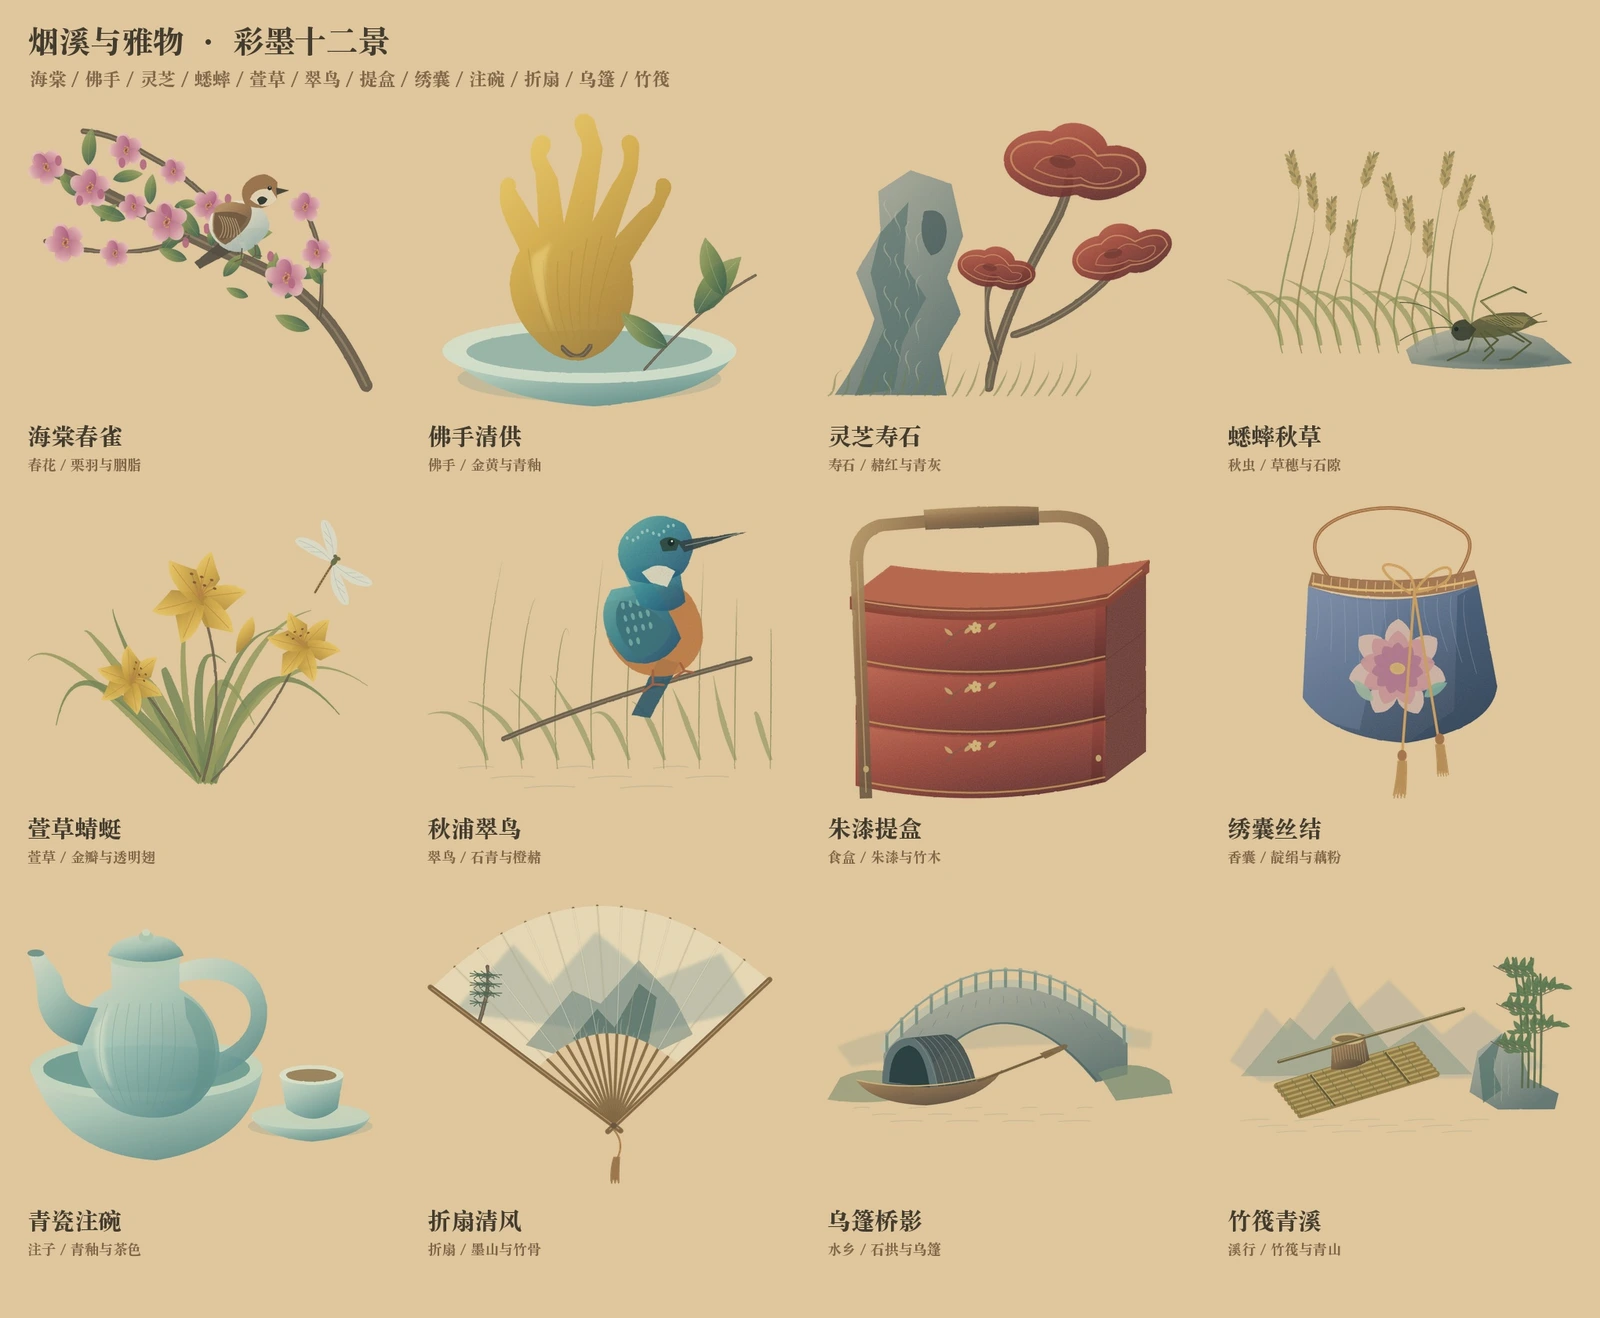 烟溪与雅物 · 彩墨十二景
海棠 / 佛手 / 灵芝 / 蟋蟀 / 萱草 / 翠鸟 / 提盒 / 绣囊 / 注碗 / 折扇 / 乌篷 / 竹筏
海棠春雀
春花 / 栗羽与胭脂
佛手清供
佛手 / 金黄与青釉
灵芝寿石
寿石 / 赭红与青灰
蟋蟀秋草
秋虫 / 草穗与石隙
萱草蜻蜓
萱草 / 金瓣与透明翅
秋浦翠鸟
翠鸟 / 石青与橙赭
朱漆提盒
食盒 / 朱漆与竹木
绣囊丝结
香囊 / 靛绢与藕粉
青瓷注碗
注子 / 青釉与茶色
折扇清风
折扇 / 墨山与竹骨
乌篷桥影
水乡 / 石拱与乌篷
竹筏青溪
溪行 / 竹筏与青山